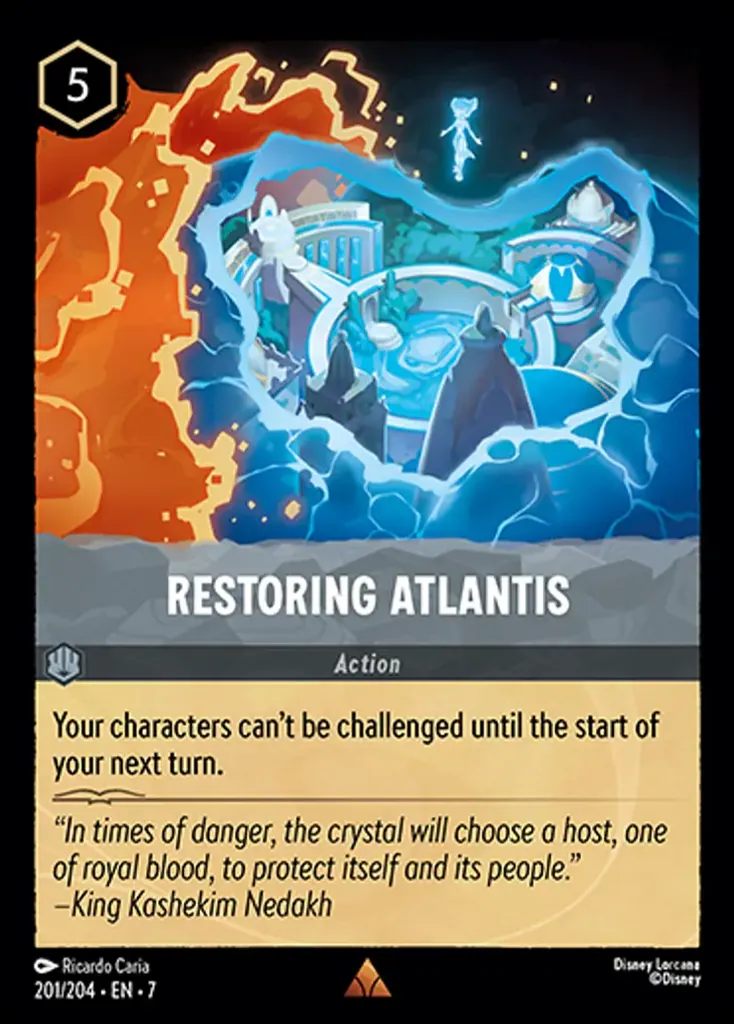 5
RESTORING ATLANTIS
Action
Your characters can't be challenged until the start of
your next turn.
“In times of danger, the crystal will choose a host, one
of royal blood, to protect itself and its people.”
–King Kashekim Nedakh
Ricardo Caria
Disney Lorcana
201/204 • EN • 7
©Disney